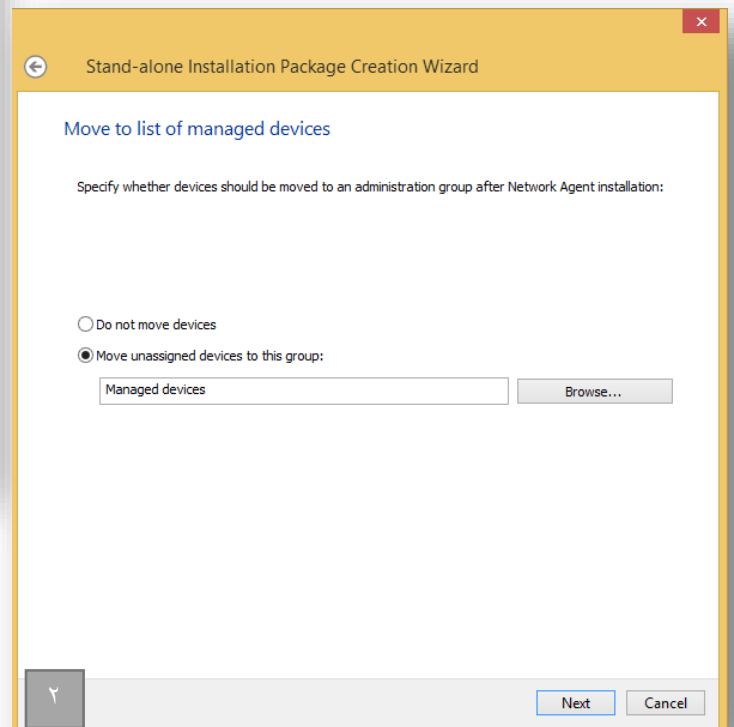 Stand-alone Installation Package Creation Wizard
Move to list of managed devices
Specify whether devices should be moved to an administration group after Network Agent installation:
Do not move devices
Move unassigned devices to this group:
Managed devices
Browse...
۲
Next
Cancel